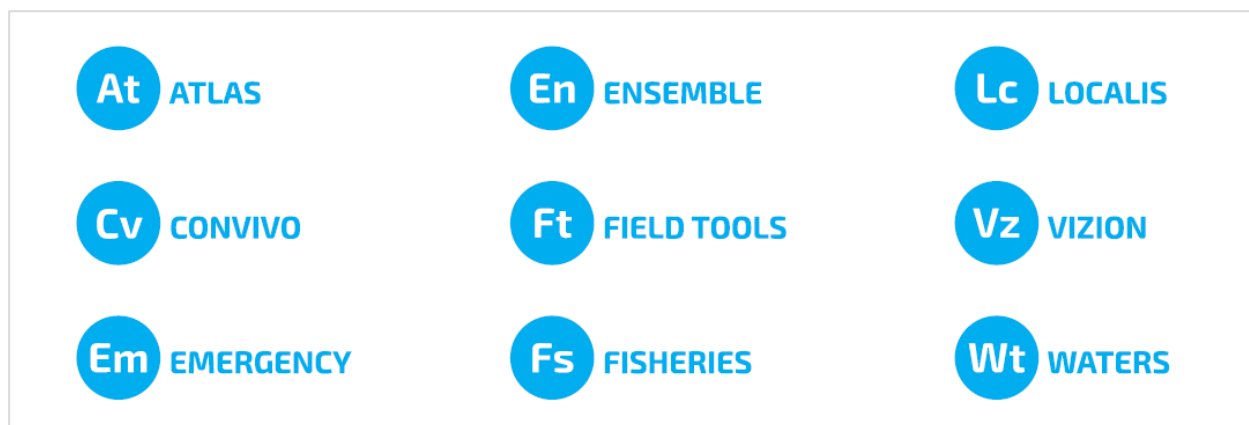 At ATLAS
En ENSEMBLE
Lc LOCALIS
Cv CONVIVO
Ft FIELD TOOLS
Vz VIZION
Em EMERGENCY
Fs FISHERIES
Wt WATERS